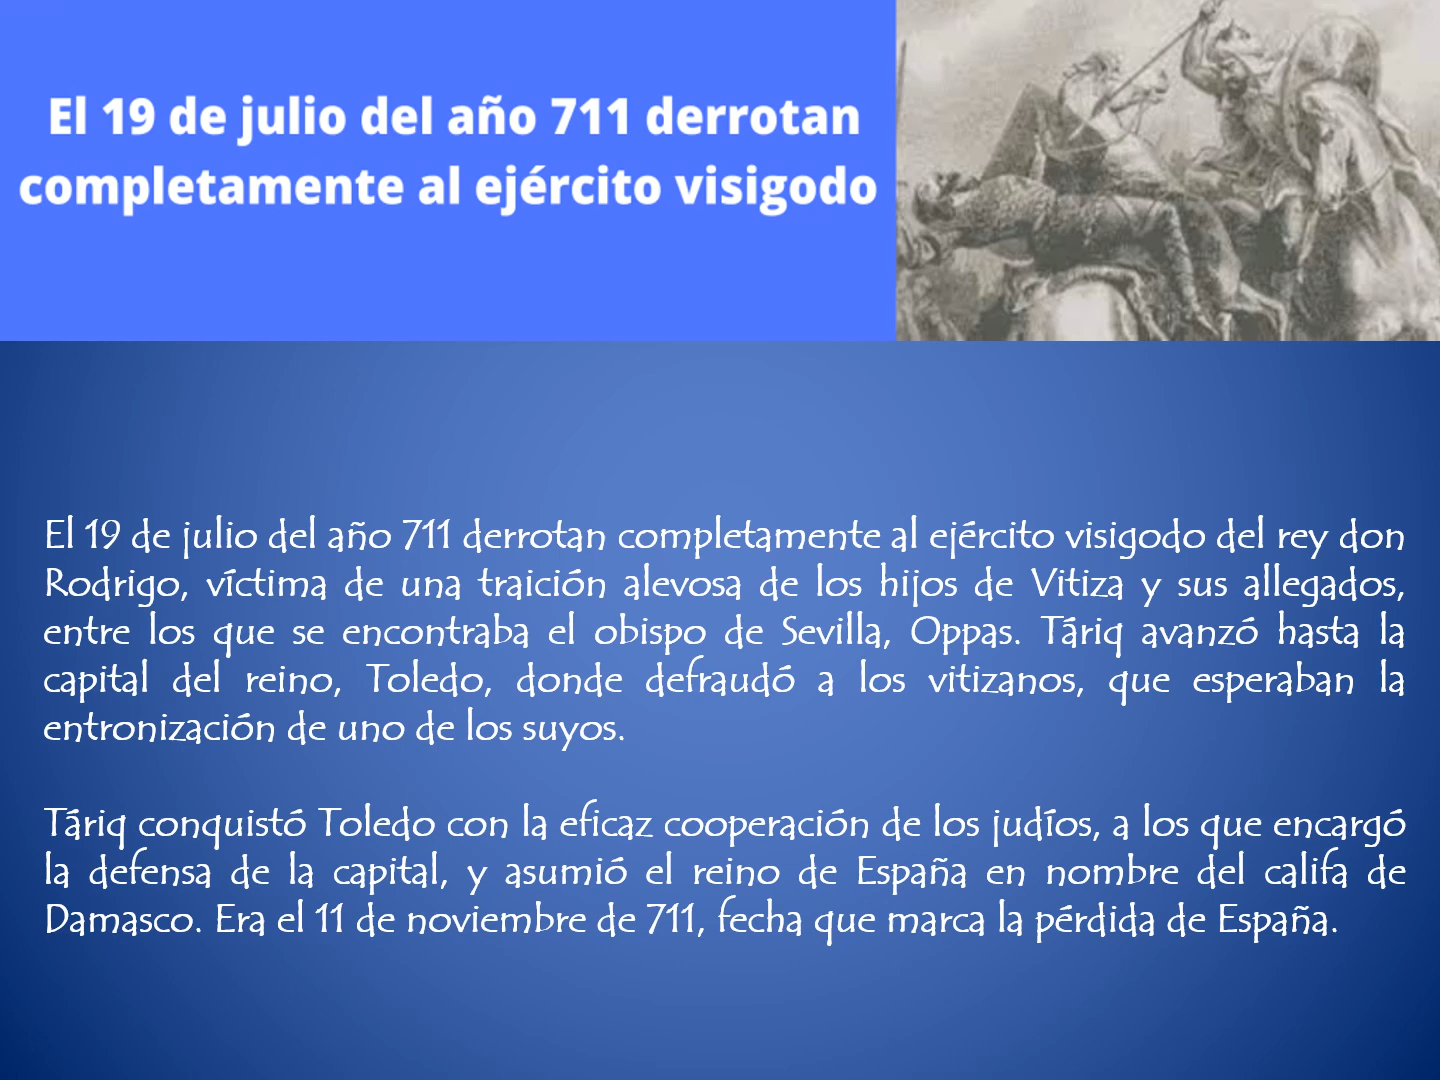 El 19 de julio del año 711 derrotan
completamente al ejército visigodo
El 19 de julio del año 711 derrotan completamente al ejército visigodo del rey don
Rodrigo, víctima de una traición alevosa de los hijos de Vitiza y sus allegados,
entre los que se encontraba el obispo de Sevilla, Oppas. Táriq avanzó hasta la
capital del reino, Toledo, donde defraudó a los vitizanos, que esperaban la
entronización de uno de los suyos.
Táriq conquistó Toledo con la eficaz cooperación de los judíos, a los que encargó
la defensa de la capital, y asumió el reino de España en nombre del califa de
Damasco. Era el 11 de noviembre de 711, fecha que marca la pérdida de España.